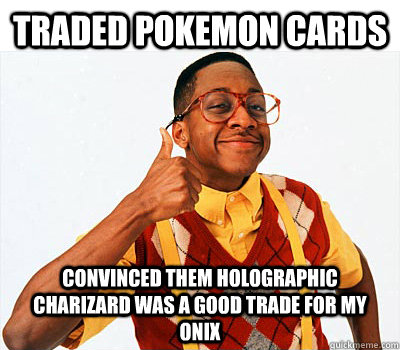 TRADED POKEMON CARDS
CONVINCED THEM HOLOGRAPHIC
CHARIZARD WAS A GOOD TRADE FOR MY
ONIX
quickmeme.com